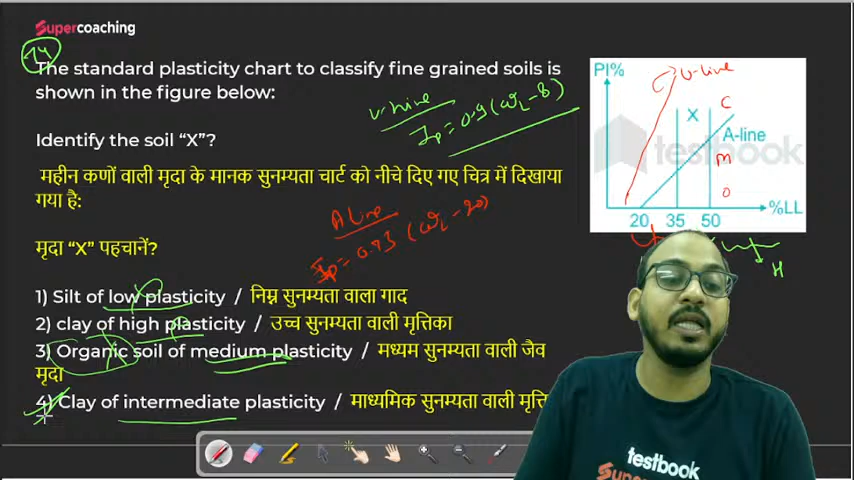 Supercoaching
14
The standard plasticity chart to classify fine grained soils is
shown in the figure below:
U-line
Ip = 0.9 (WL - 8)
Identify the soil “X”?
महीन कणों वाली मृदा के मानक सुनम्यता चार्ट को नीचे दिए गए चित्र में दिखाया
गया है:
A line
Ip = 0.73 (WL - 20)
मृदा “X” पहचानें?
1) Silt of low plasticity / निम्न सुनम्यता वाला गाद
2) clay of high plasticity / उच्च सुनम्यता वाली मृत्तिका
3) Organic soil of medium plasticity / मध्यम सुनम्यता वाली जैव
मृदा
4) Clay of intermediate plasticity / माध्यमिक सुनम्यता वाली
PI%
U-line
X
C
A-line
M
O
testbook
20 35 50
%LL
L
H
testbook
Super